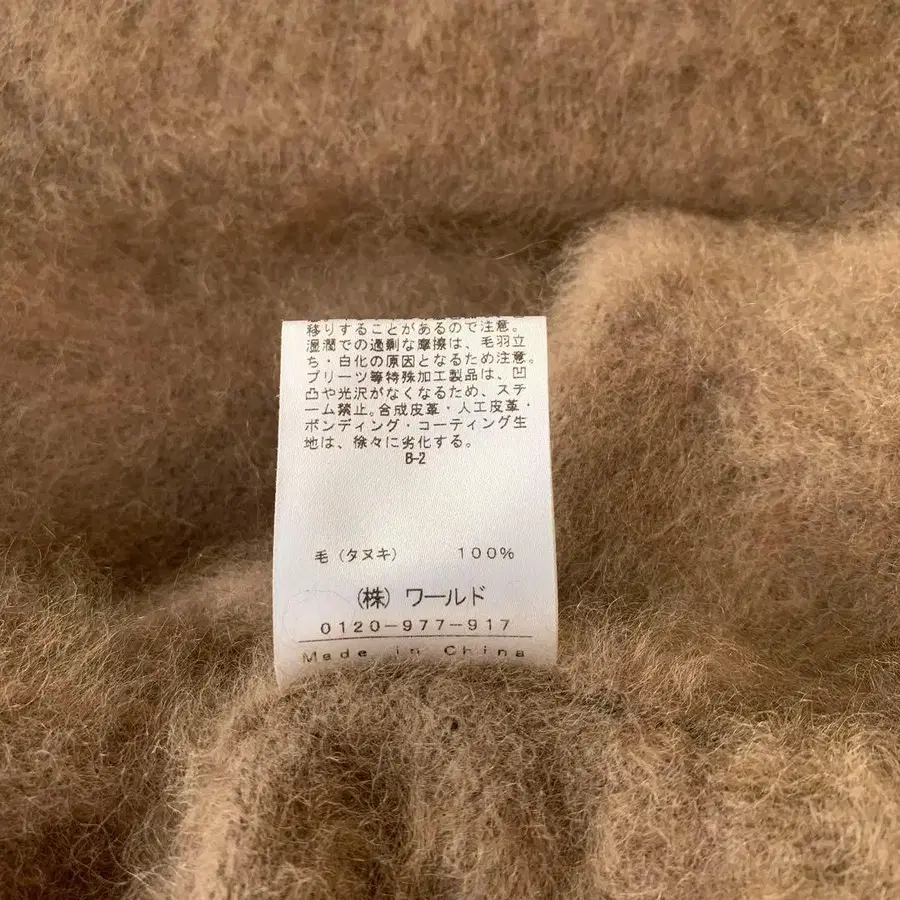 移りすることがあるので注意。
湿潤での過剰な摩擦は、毛羽立
ち・白化の原因となるため注意。
プリーツ等特殊加工製品は、凹
凸や光沢がなくなるため、スチ
ーム禁止。合成皮革・人工皮革・
ボンディング・コーティング生
地は、徐々に劣化する。
B-2
毛（タヌキ） 100%
（株）ワールド
0120-977-917
Made in China